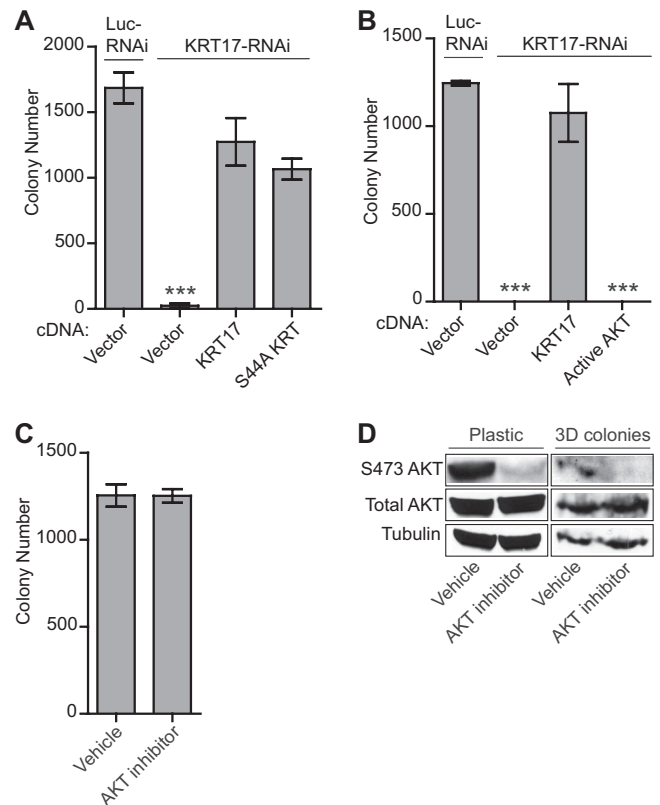 A
Luc-
RNAi
KRT17-RNAi
Colony Number
2000
1500
1000
500
0
cDNA:
Vector
Vector
KRT17
S44A KRT
***
B
Luc-
RNAi
KRT17-RNAi
Colony Number
1500
1000
500
0
cDNA:
Vector
Vector
KRT17
Active AKT
***
***
C
Colony Number
1500
1000
500
0
Vehicle
AKT inhibitor
D
Plastic
3D colonies
S473 AKT
Total AKT
Tubulin
Vehicle
AKT inhibitor
Vehicle
AKT inhibitor